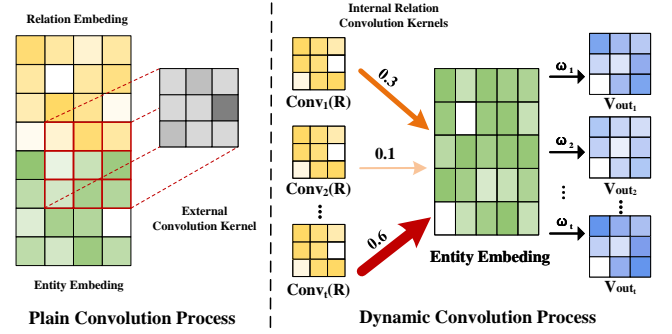 Relation Embeding
External
Convolution Kernel
Entity Embeding
Plain Convolution Process
Internal Relation
Convolution Kernels
Conv1(R)
0.3
Conv2(R)
0.1
...
Convt(R)
0.6
Entity Embeding
ω1
Vout1
ω2
Vout2
... ...
ωt
Voutt
Dynamic Convolution Process